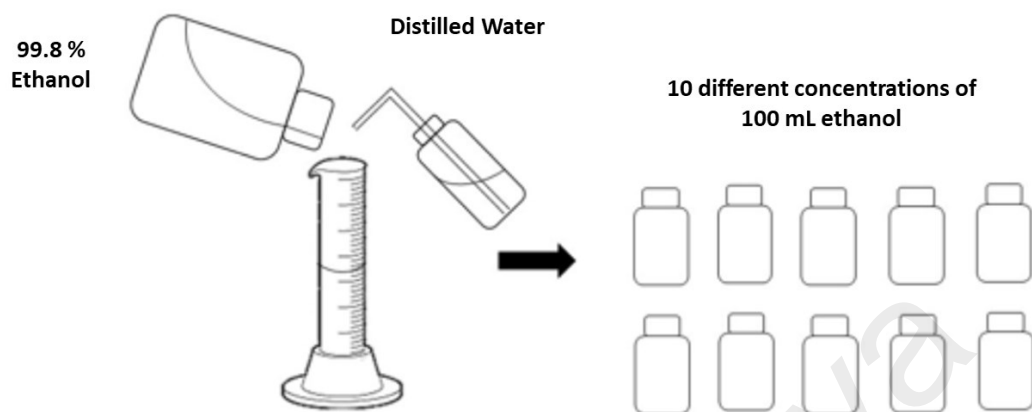 99.8 %
Ethanol
Distilled Water
10 different concentrations of
100 mL ethanol